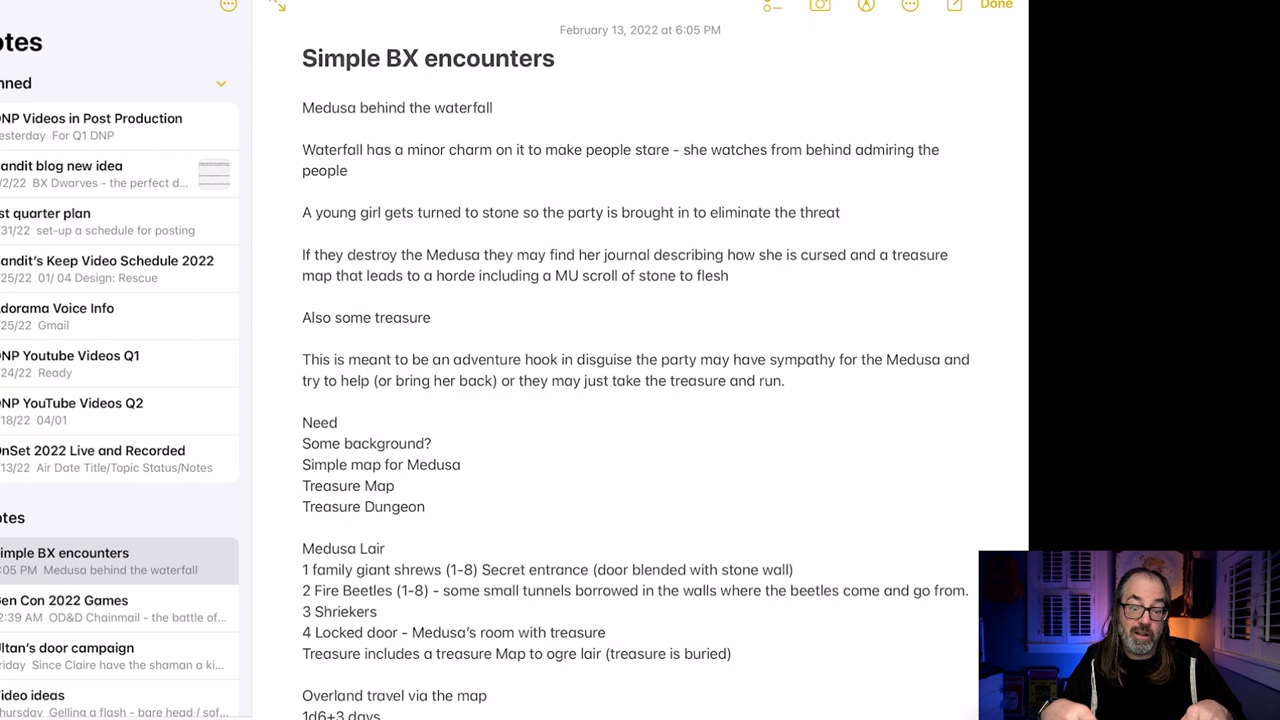 otes
nned
NP Videos in Post Production
esterday For Q1 DNP
andit blog new idea
/2/22 BX Dwarves - the perfect d...
st quarter plan
/31/22 set-up a schedule for posting
andit's Keep Video Schedule 2022
/25/22 01/ 04 Design: Rescue
dorama Voice Info
/25/22 Gmail
NP Youtube Videos Q1
/24/22 Ready
NP YouTube Videos Q2
/18/22 04/01
nSet 2022 Live and Recorded
/13/22 Air Date Title/Topic Status/Notes
otes
imple BX encounters
:05 PM Medusa behind the waterfall
en Con 2022 Games
2:39 AM OD&D Chainmail - the battle of...
ltan's door campaign
riday Since Claire have the shaman a ki...
ideo ideas
hursday Gelling a flash - bare head / sof...
Done
February 13, 2022 at 6:05 PM
Simple BX encounters
Medusa behind the waterfall
Waterfall has a minor charm on it to make people stare - she watches from behind admiring the
people
A young girl gets turned to stone so the party is brought in to eliminate the threat
If they destroy the Medusa they may find her journal describing how she is cursed and a treasure
map that leads to a horde including a MU scroll of stone to flesh
Also some treasure
This is meant to be an adventure hook in disguise the party may have sympathy for the Medusa and
try to help (or bring her back) or they may just take the treasure and run.
Need
Some background?
Simple map for Medusa
Treasure Map
Treasure Dungeon
Medusa Lair
1 family giant shrews (1-8) Secret entrance (door blended with stone wall)
2 Fire Beetles (1-8) - some small tunnels borrowed in the walls where the beetles come and go from.
3 Shriekers
4 Locked door - Medusa's room with treasure
Treasure includes a treasure Map to ogre lair (treasure is buried)
Overland travel via the map
1d6+3 days